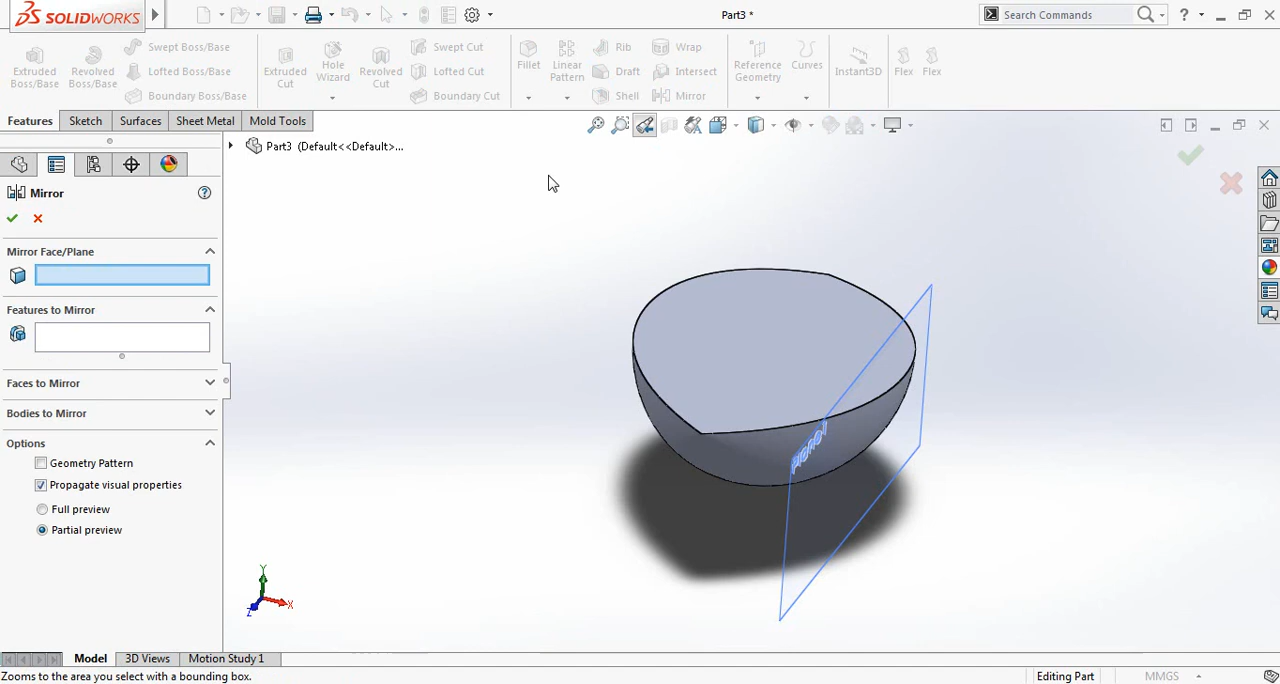 SOLIDWORKS
Part3 *
Search Commands
Extruded Boss/Base
Revolved Boss/Base
Swept Boss/Base
Lofted Boss/Base
Boundary Boss/Base
Extruded Cut
Hole Wizard
Revolved Cut
Swept Cut
Lofted Cut
Boundary Cut
Fillet
Linear Pattern
Rib
Draft
Shell
Wrap
Intersect
Mirror
Reference Geometry
Curves
Instant3D
Flex
Flex
Features
Sketch
Surfaces
Sheet Metal
Mold Tools
Part3 (Default<<Default>...
Mirror
Mirror Face/Plane
Features to Mirror
Faces to Mirror
Bodies to Mirror
Options
Geometry Pattern
Propagate visual properties
Full preview
Partial preview
Plane1
Y
X
Z
Model
3D Views
Motion Study 1
Zooms to the area you select with a bounding box.
Editing Part
MMGS